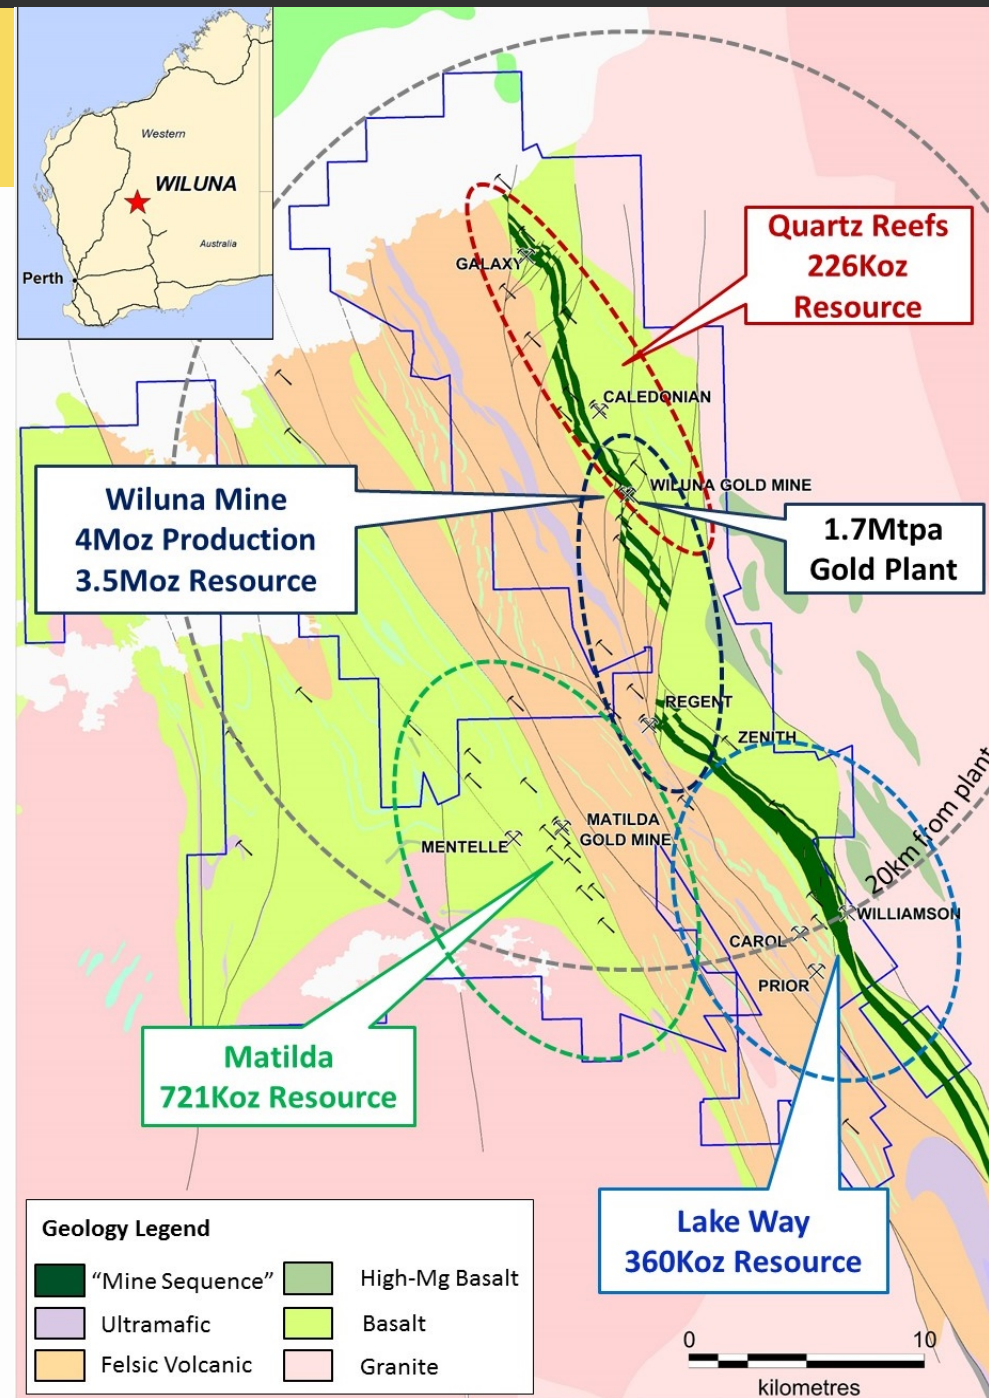 Western
WILUNA
Australia
Perth
Quartz Reefs
226Koz
Resource
GALAXY
CALEDONIAN
WILUNA GOLD MINE
Wiluna Mine
4Moz Production
3.5Moz Resource
1.7Mtpa
Gold Plant
REGENT
ZENITH
MATILDA
GOLD MINE
MENTELLE
20km from plant
WILLIAMSON
CAROL
PRIOR
Matilda
721Koz Resource
Lake Way
360Koz Resource
Geology Legend
“Mine Sequence”
High-Mg Basalt
Ultramafic
Basalt
Felsic Volcanic
Granite
0 10
kilometres